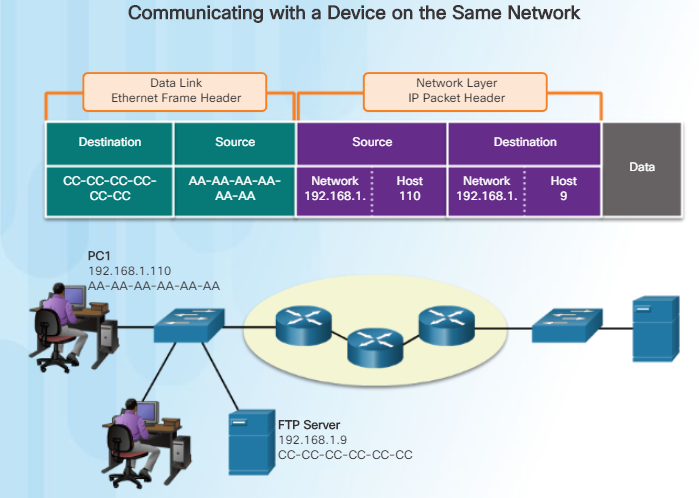 Communicating with a Device on the Same Network
Data Link
Ethernet Frame Header
Network Layer
IP Packet Header
Destination
Source
Source
Destination
Data
CC-CC-CC-CC-
CC-CC
AA-AA-AA-AA-
AA-AA
Network
192.168.1.
Host
110
Network
192.168.1.
Host
9
PC1
192.168.1.110
AA-AA-AA-AA-AA-AA
FTP Server
192.168.1.9
CC-CC-CC-CC-CC-CC